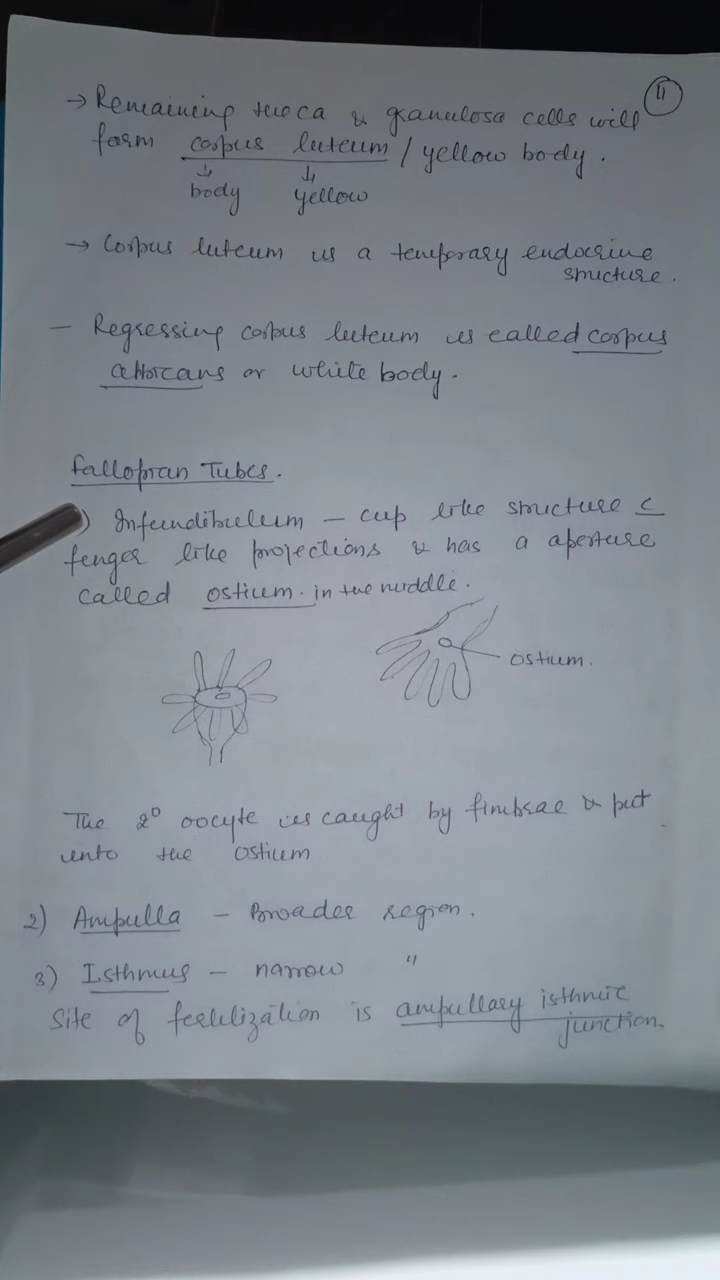 4
→ Remaining theca & granulosa cells will
form corpus luteum / yellow body.
↓ ↓
body yellow
→ Corpus luteum is a temporary endocrine
structure.
– Regressing corpus luteum is called corpus
albicans or white body.
Fallopian Tubes.
) Infundibulum – cup like structure c
finger like projections & has a aperture
called ostium. in the middle.
ostium.
The 2° oocyte is caught by fimbrae & put
into the ostium
2) Ampulla – Broader region.
3) Isthmus – narrow "
Site of fertilization is ampullary isthmic
junction.